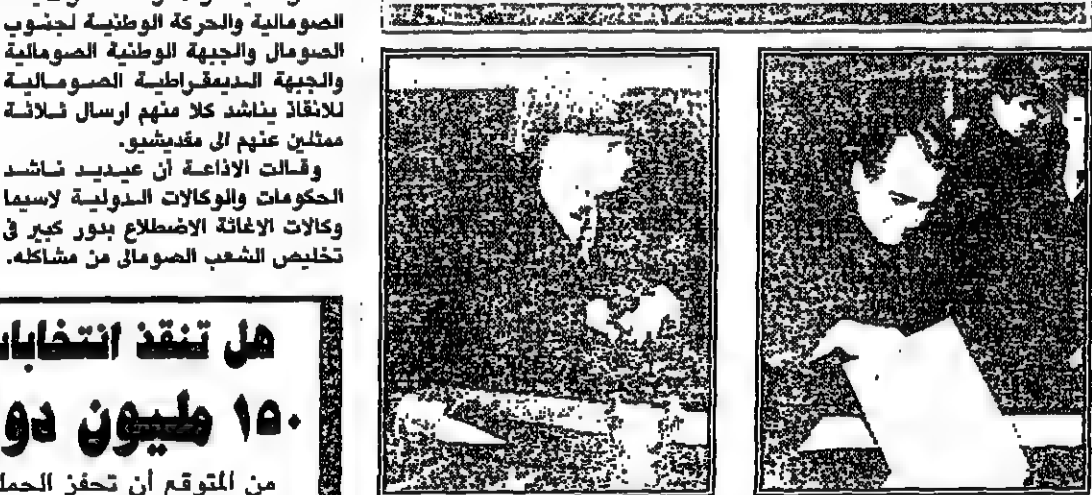 الصومالية والحركة الوطنية لجنوب
الصومال والجبهة الوطنية الصومالية
والجبهة الديمقراطية الصومالية
للانقاذ يناشد كلا منهم ارسال ثلاثة
ممثلين عنهم الى مقديشيو.
وقالت الاذاعة أن عيديد ناشد
الحكومات والوكالات الدولية لاسيما
وكالات الاغاثة الاضطلاع بدور كبير في
تخليص الشعب الصومالى من مشاكله.
هل تنقذ انتخابات
١٥٠ مليون دو
من المتوقع أن تحفز الحمل